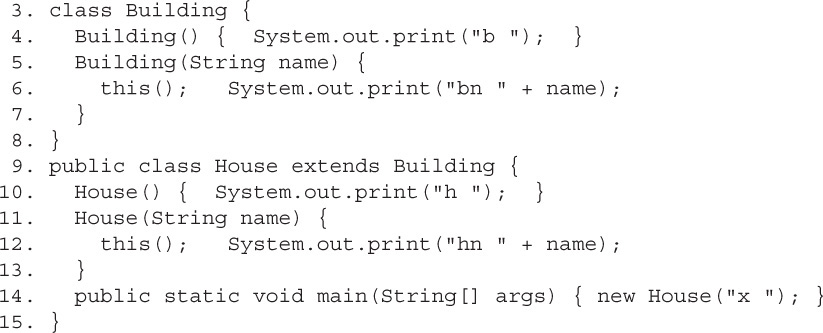 3. class Building {
4.   Building() {  System.out.print("b ");  }
5.   Building(String name) {
6.     this();   System.out.print("bn " + name);
7.   }
8. }
9. public class House extends Building {
10.   House() {  System.out.print("h ");  }
11.   House(String name) {
12.     this();   System.out.print("hn " + name);
13.   }
14.   public static void main(String[] args) { new House("x "); }
15. }